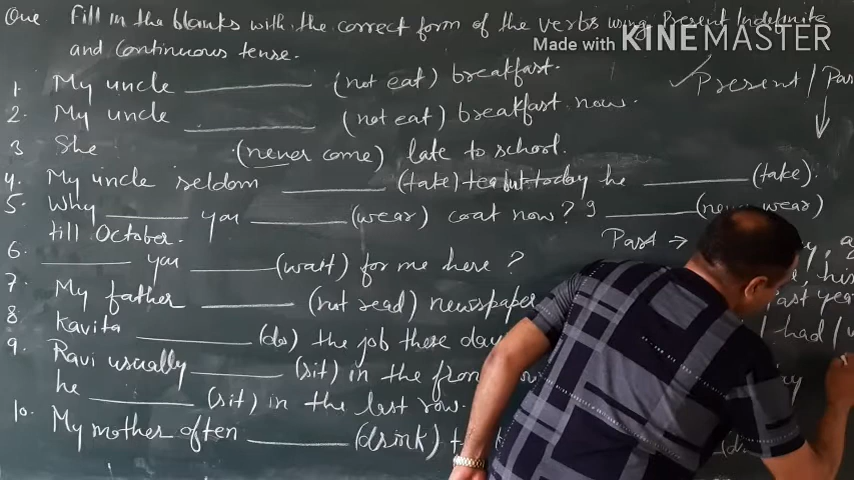 One Fill in the blanks with the correct form of the verbs using Present Indefinite
and continuous tense.
Made with KINEMASTER
1. My uncle ________ (not eat) breakfast.
2. My uncle ________ (not eat) breakfast now.
3 She (never come) late to school.
4. My uncle seldom ________ (take) tea but today he ________ (take).
5. Why ________ you ________ (wear) coat now? I ________ (never wear)
till October.
6. ________ you ________ (wait) for me here?
7 My father ________ (not read) newspaper
8 Kavita ________ (do) the job these
9. Ravi usually ________ (sit) in the
he ________ (sit) in the last row.
10. My mother often ________ (drink)
✓Present /
Past →
had /